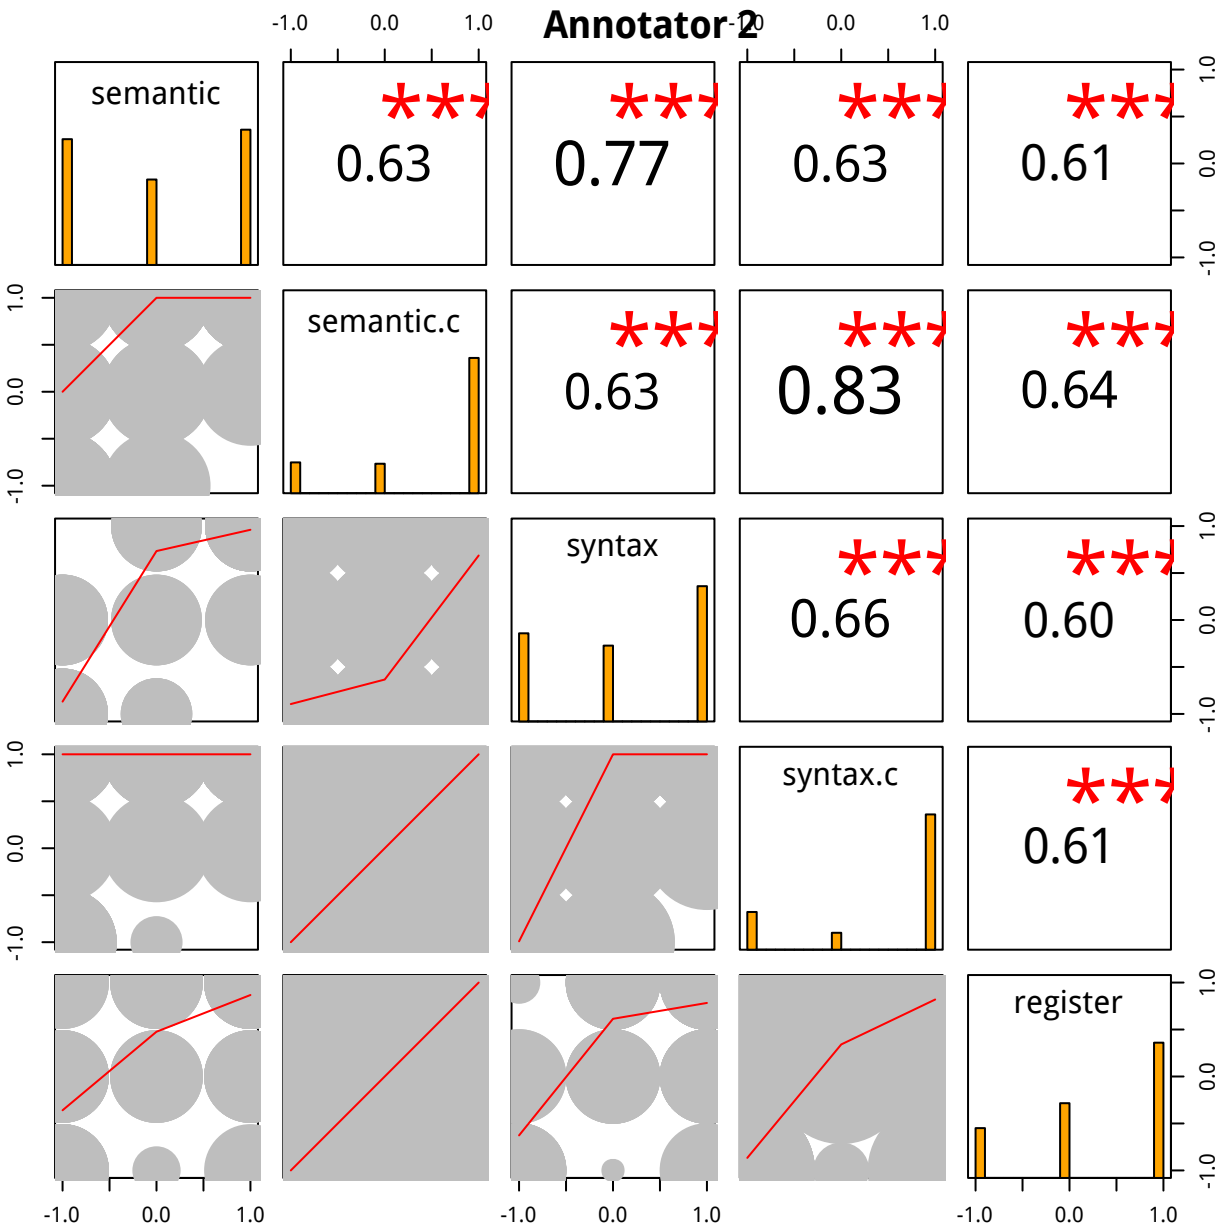 Annotator 2
-1.0 0.0 1.0 -1.0 0.0 1.0
semantic 0.63 *** 0.77 *** 0.63 *** 0.61 *** -1.0 0.0 1.0
-1.0 0.0 1.0 semantic.c 0.63 *** 0.83 *** 0.64 ***
syntax 0.66 *** 0.60 *** -1.0 0.0 1.0
-1.0 0.0 1.0 syntax.c 0.61 ***
register -1.0 0.0 1.0
-1.0 0.0 1.0 -1.0 0.0 1.0 -1.0 0.0 1.0